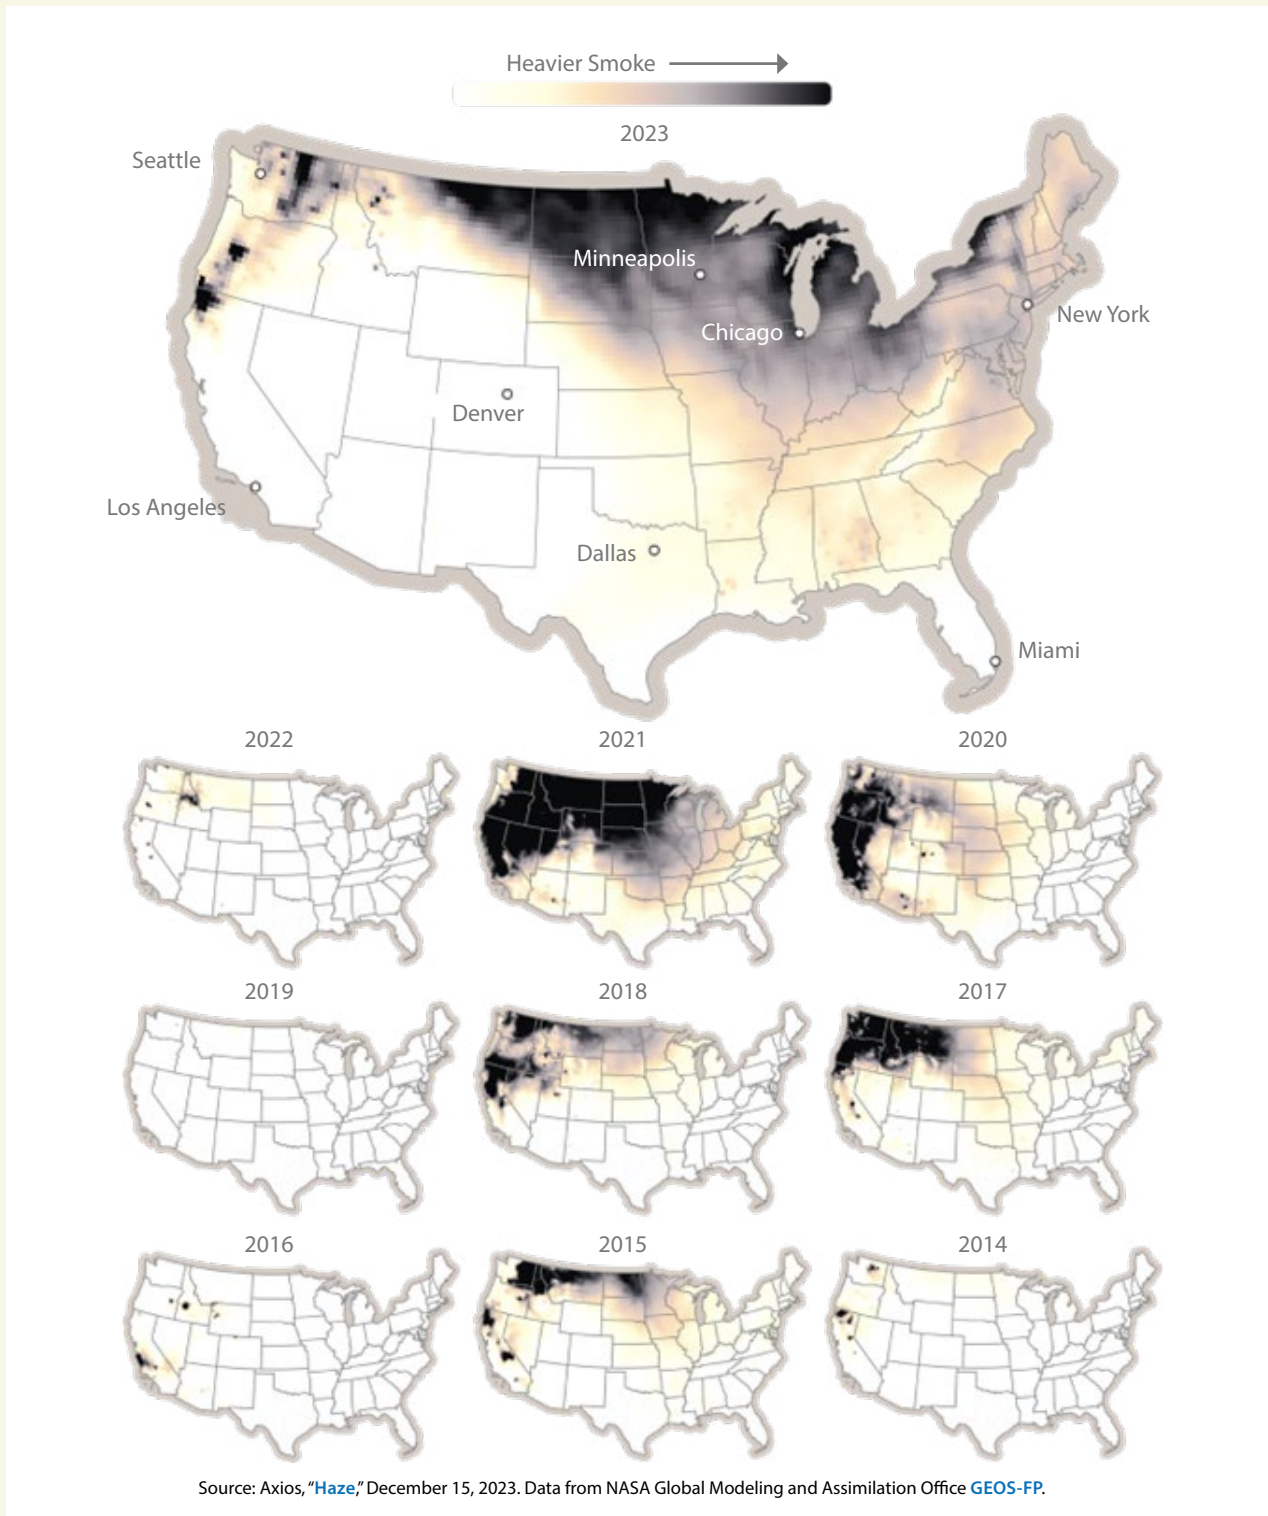 Heavier Smoke
2023
Seattle
Minneapolis
New York
Chicago
Denver
Los Angeles
Dallas
Miami
2022 2021 2020
2019 2018 2017
2016 2015 2014
Source: Axios, “Haze,” December 15, 2023. Data from NASA Global Modeling and Assimilation Office GEOS-FP.